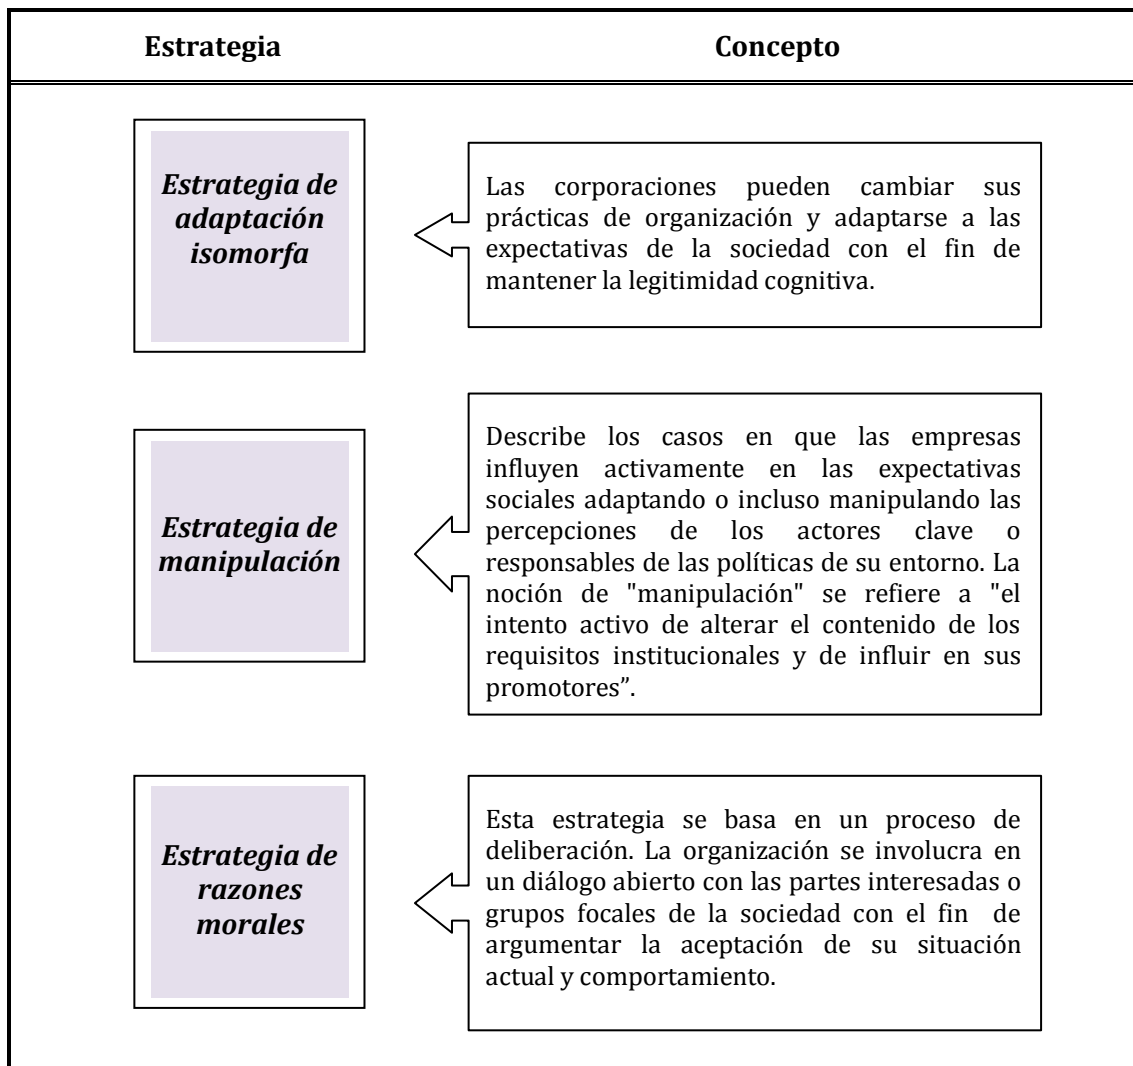 Estrategia Concepto
Estrategia de
adaptación
isomorfa
Las corporaciones pueden cambiar sus
prácticas de organización y adaptarse a las
expectativas de la sociedad con el fin de
mantener la legitimidad cognitiva.
Estrategia de
manipulación
Describe los casos en que las empresas
influyen activamente en las expectativas
sociales adaptando o incluso manipulando las
percepciones de los actores clave o
responsables de las políticas de su entorno. La
noción de "manipulación" se refiere a "el
intento activo de alterar el contenido de los
requisitos institucionales y de influir en sus
promotores”.
Estrategia de
razones
morales
Esta estrategia se basa en un proceso de
deliberación. La organización se involucra en
un diálogo abierto con las partes interesadas o
grupos focales de la sociedad con el fin de
argumentar la aceptación de su situación
actual y comportamiento.